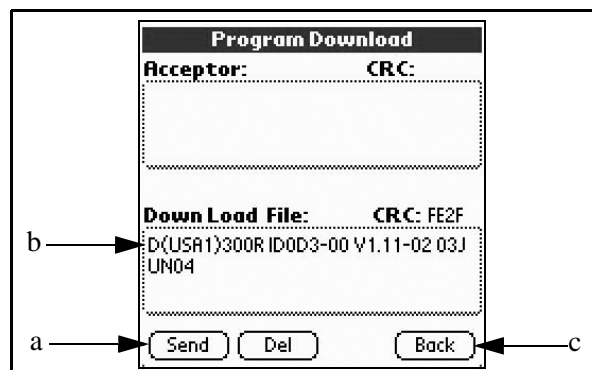 Program Download
Acceptor: CRC:
Down Load File: CRC: FE2F
b D(USA1)300R ID0D3-00 V1.11-02 03J
UN04
a Send Del Back c